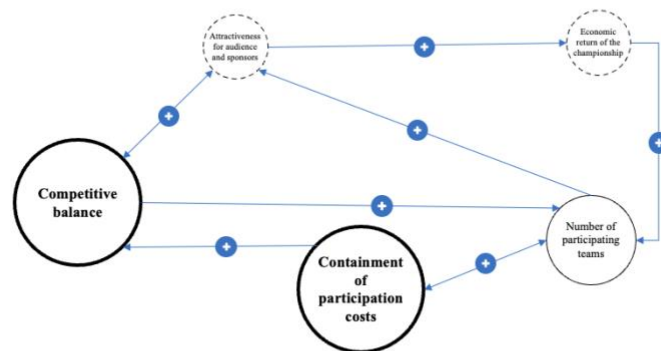 Attractiveness
for audience
and sponsors
Economic
return of the
championship
Competitive
balance
Number of
participating
teams
Containment
of
participation
costs